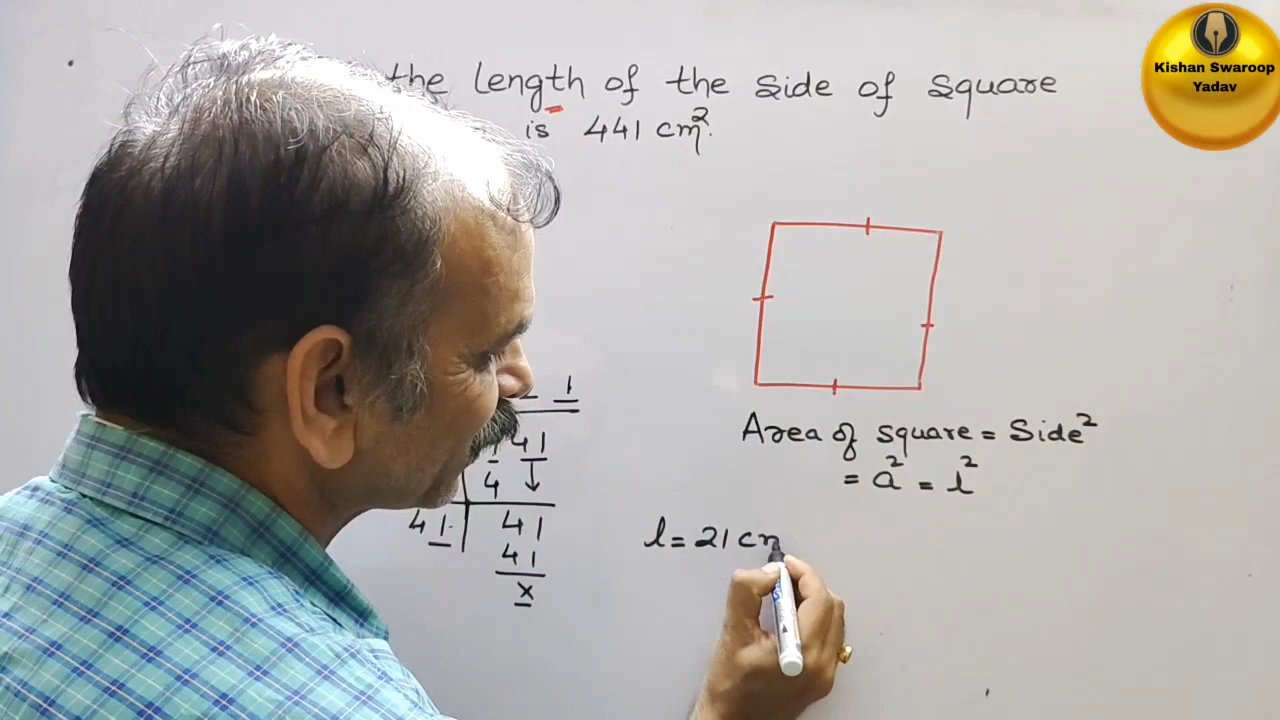 the length of the side of square
is 441 cm².
Kishan Swaroop
Yadav
1
41
4
41 41
41
x
Area of square = Side²
= a² = l²
l = 21 cm